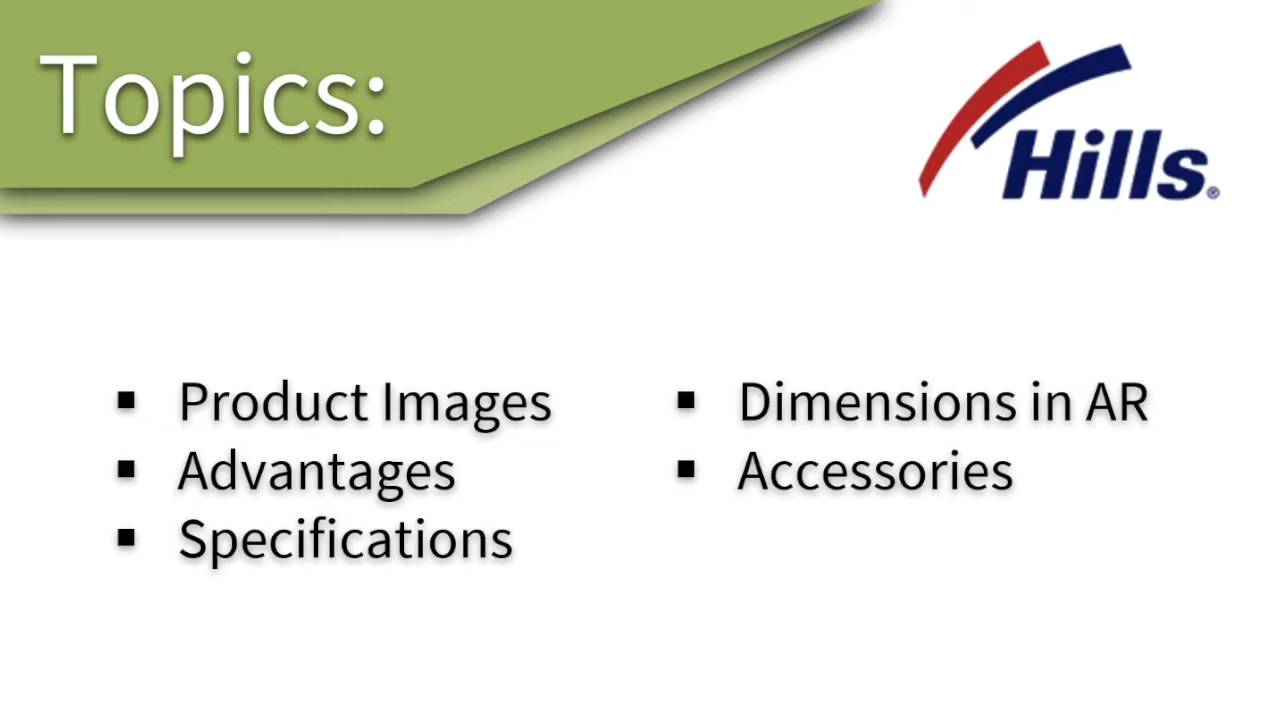 Topics:
Hills®
▪ Product Images
▪ Advantages
▪ Specifications
▪ Dimensions in AR
▪ Accessories